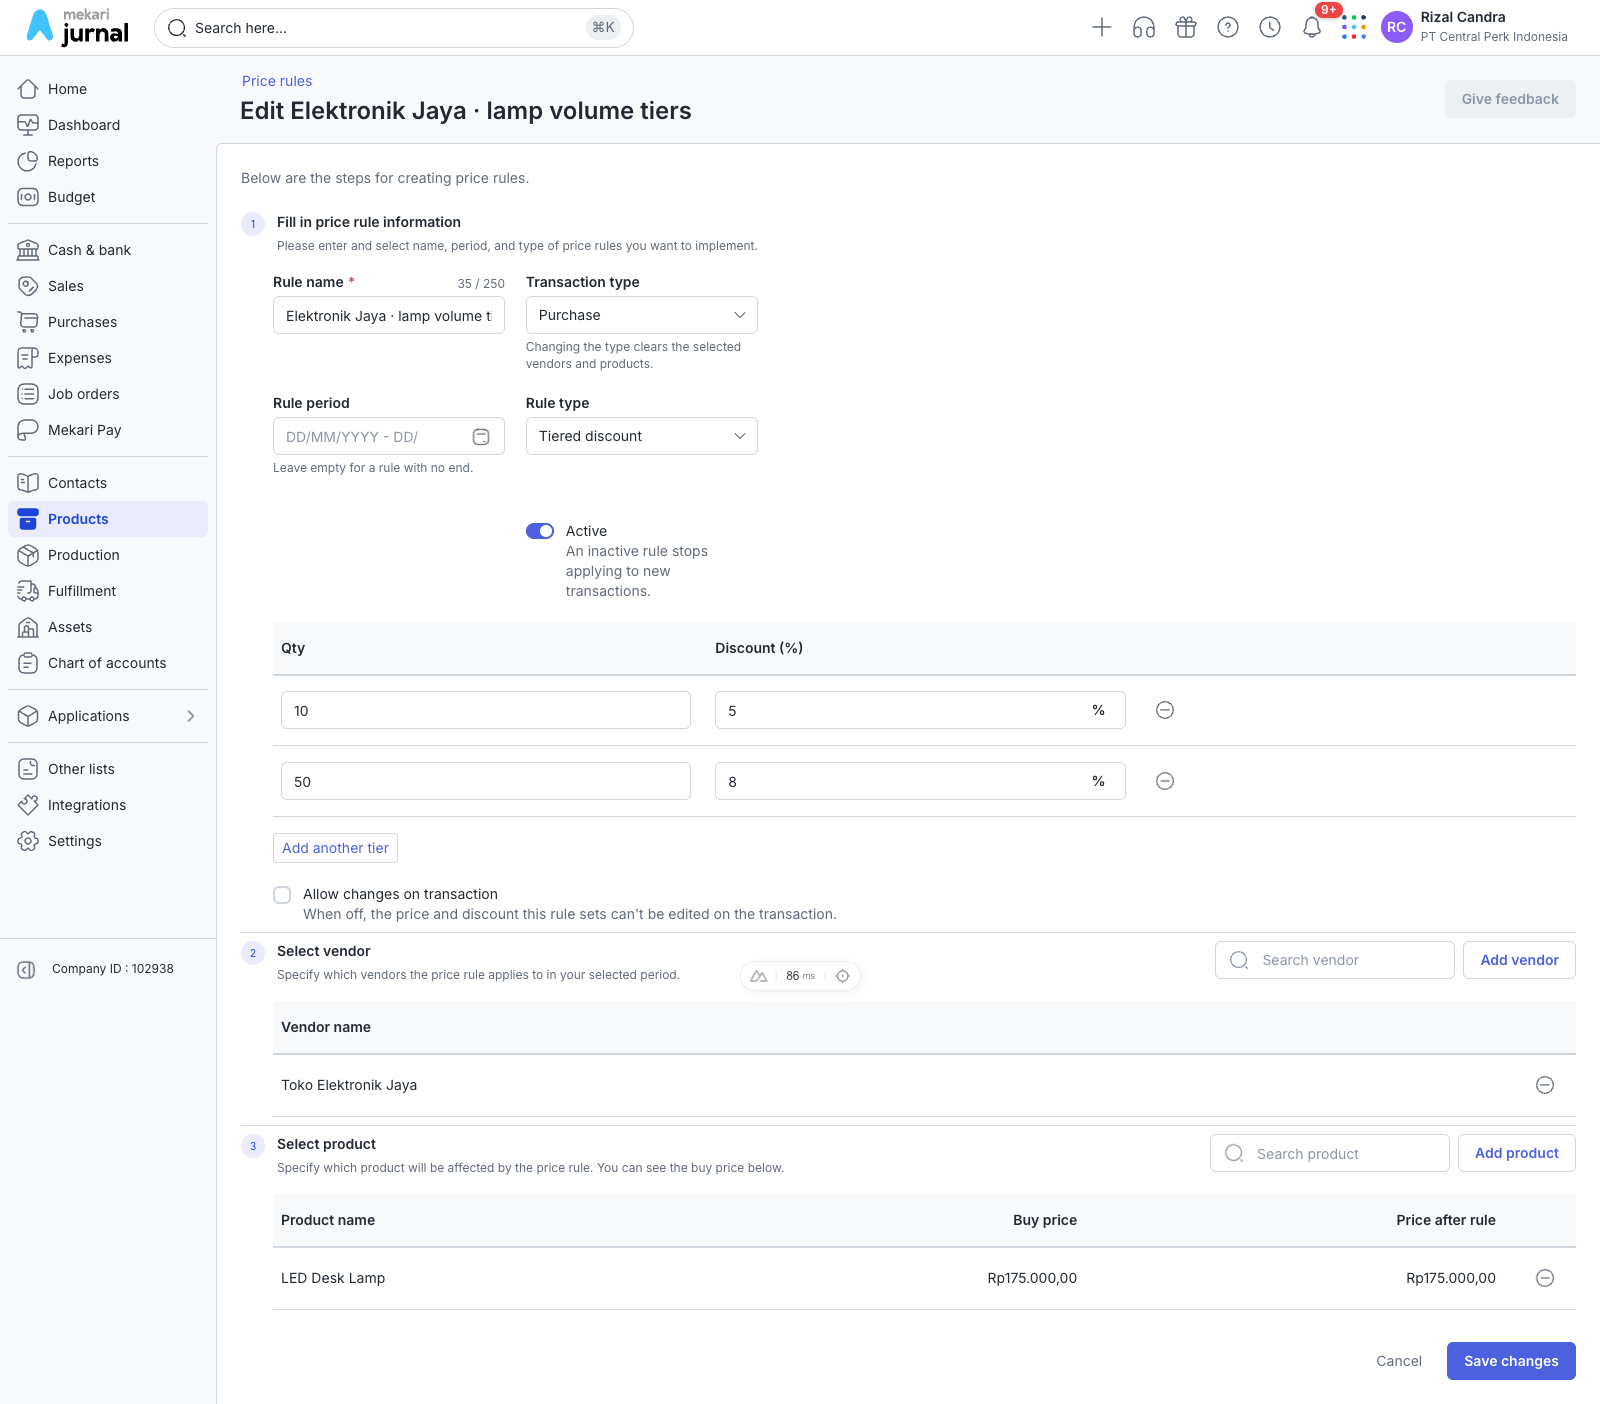 mekari
jurnal
Search here...
⌘K
9+
RC
Rizal Candra
PT Central Perk Indonesia
Home
Dashboard
Reports
Budget
Cash & bank
Sales
Purchases
Expenses
Job orders
Mekari Pay
Contacts
Products
Production
Fulfillment
Assets
Chart of accounts
Applications
Other lists
Integrations
Settings
Company ID : 102938
Price rules
Edit Elektronik Jaya · lamp volume tiers
Give feedback
Below are the steps for creating price rules.
1
Fill in price rule information
Please enter and select name, period, and type of price rules you want to implement.
Rule name *
35 / 250
Elektronik Jaya · lamp volume t
Transaction type
Purchase
Changing the type clears the selected
vendors and products.
Rule period
DD/MM/YYYY - DD/
Leave empty for a rule with no end.
Rule type
Tiered discount
Active
An inactive rule stops
applying to new
transactions.
Qty
Discount (%)
10
5
%
50
8
%
Add another tier
Allow changes on transaction
When off, the price and discount this rule sets can't be edited on the transaction.
2
Select vendor
Specify which vendors the price rule applies to in your selected period.
86 ms
Search vendor
Add vendor
Vendor name
Toko Elektronik Jaya
3
Select product
Specify which product will be affected by the price rule. You can see the buy price below.
Search product
Add product
Product name
Buy price
Price after rule
LED Desk Lamp
Rp175.000,00
Rp175.000,00
Cancel
Save changes